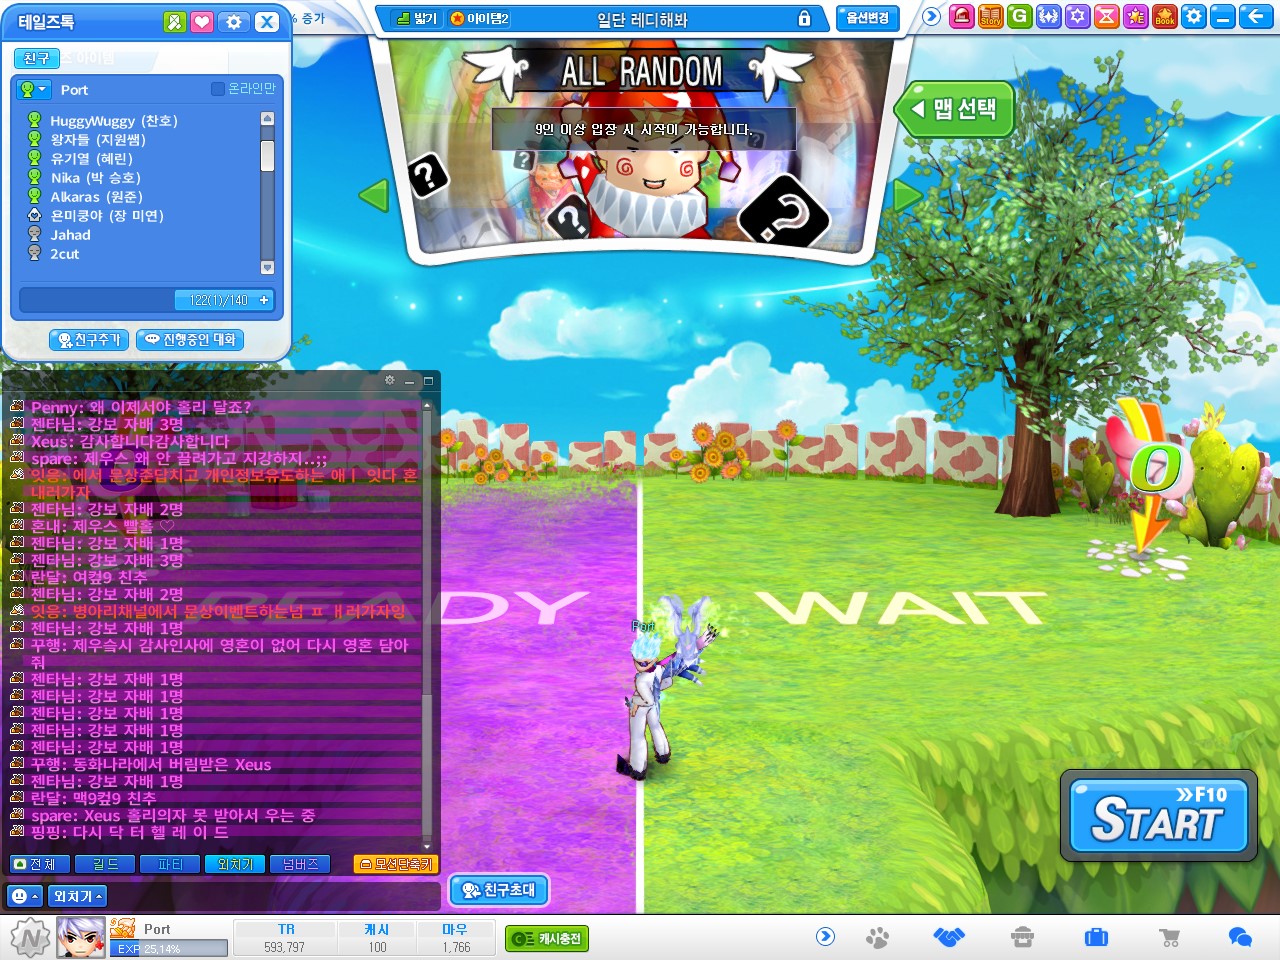 테일즈톡
% 증가
밟기
아이템2
일단 레디해봐
옵션변경
Story
G
E
Book
친구
Port
온라인만
HuggyWuggy (찬호)
왕자들 (지원쌤)
유기열 (혜린)
Nika (박 승호)
Alkaras (원준)
욘미쿵야 (장 미연)
Jahad
2cut
122(1)/140 +
친구추가
진행중인 대화
ALL RANDOM
9인 이상 입장 시 시작이 가능합니다.
맵 선택
Penny: 왜 이제서야 홀리 달죠?
젠타님: 강보 자배 3명
Xeus: 감사합니다감사합니다
spare: 제우스 왜 안 끌려가고 지강하지..;;
잇응: 에서 문상준답치고 개인정보유도하는 애ㅣ 잇다 혼
내러가자
젠타님: 강보 자배 2명
혼내: 제우스 빨홀 ♡
젠타님: 강보 자배 1명
젠타님: 강보 자배 3명
란달: 여컾9 친추
젠타님: 강보 자배 2명
잇응: 병아리채널에서 문상이벤트하는넘 ㅠ ㅐ러가자잉
젠타님: 강보 자배 1명
꾸행: 제우슼시 감사인사에 영혼이 없어 다시 영혼 담아
줘
젠타님: 강보 자배 1명
젠타님: 강보 자배 1명
젠타님: 강보 자배 1명
젠타님: 강보 자배 1명
젠타님: 강보 자배 1명
꾸행: 동화나라에서 버림받은 Xeus
젠타님: 강보 자배 1명
란달: 맥9컾9 친추
spare: Xeus 홀리의자 못 받아서 우는 중
핑핑: 다시 닥 터 헬 레 이 드
READY
WAIT
Port
0
전체
길드
파티
외치기
넘버즈
모션단축키
외치기
친구초대
F10
START
N
Port
EXP 25,14%
TR
593,797
캐시
100
마우
1,766
캐시충전